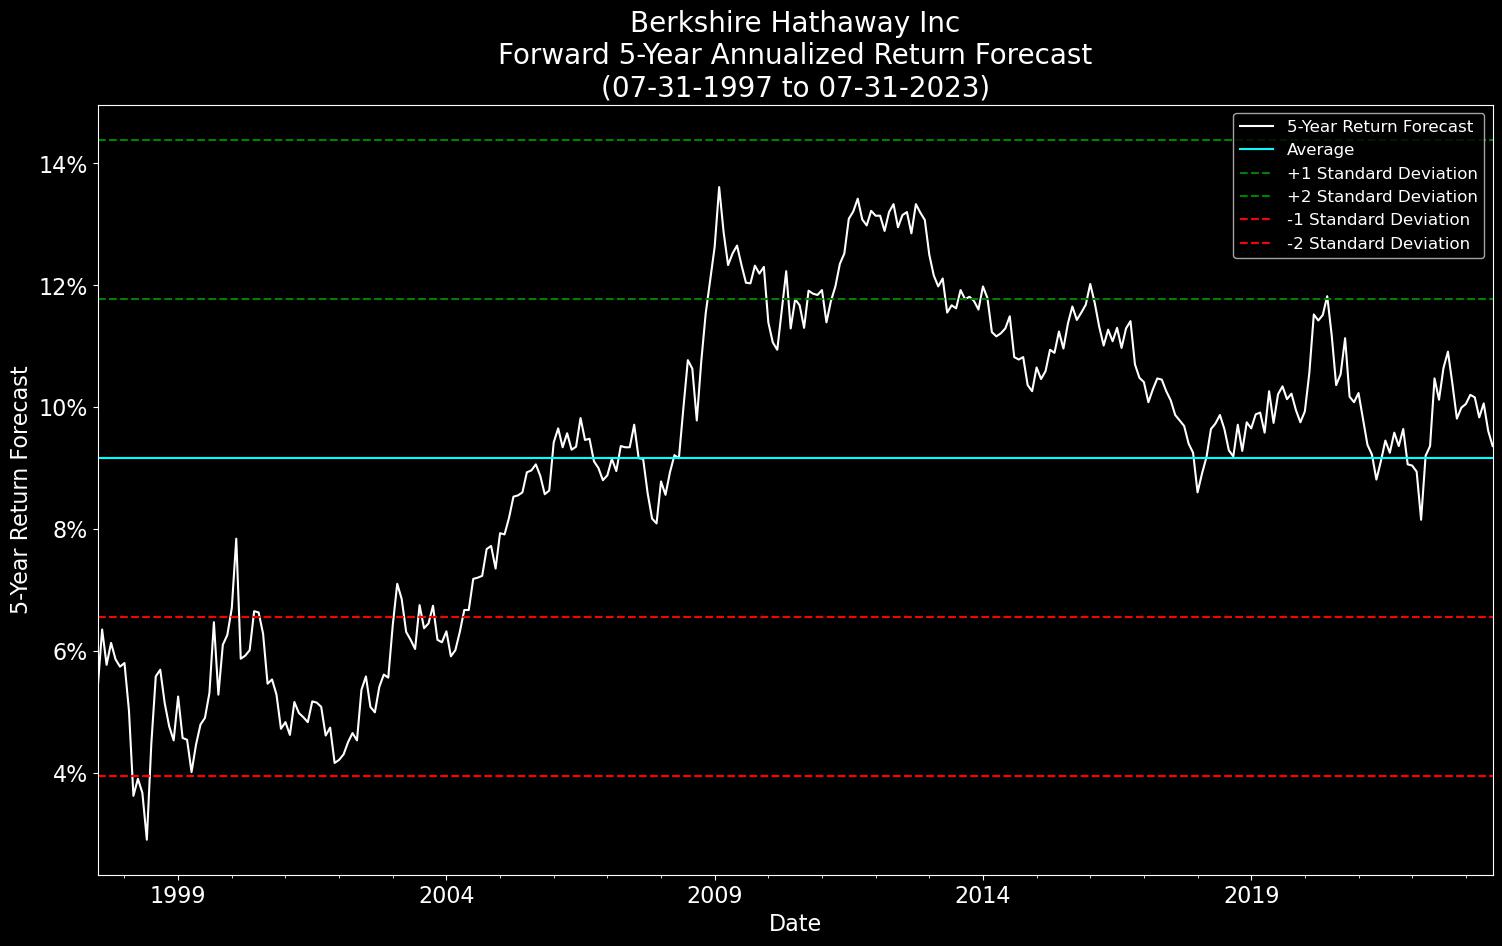 Berkshire Hathaway Inc
Forward 5-Year Annualized Return Forecast
(07-31-1997 to 07-31-2023)
5-Year Return Forecast
Average
+1 Standard Deviation
+2 Standard Deviation
-1 Standard Deviation
-2 Standard Deviation
14%
12%
10%
8%
6%
4%
5-Year Return Forecast
1999 2004 2009 2014 2019
Date